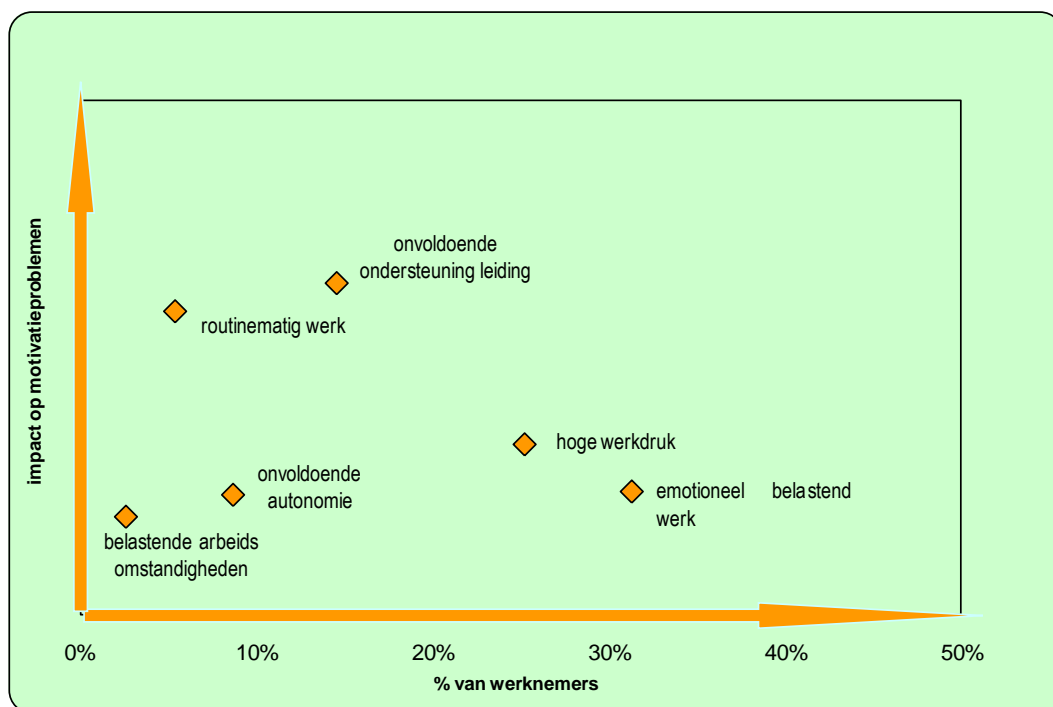 onvoldoende
ondersteuning leiding
routinematig werk
impact op motivatieproblemen
hoge werkdruk
onvoldoende
autonomie
emotioneel belastend
werk
belastende arbeids
omstandigheden
0% 10% 20% 30% 40% 50%
% van werknemers